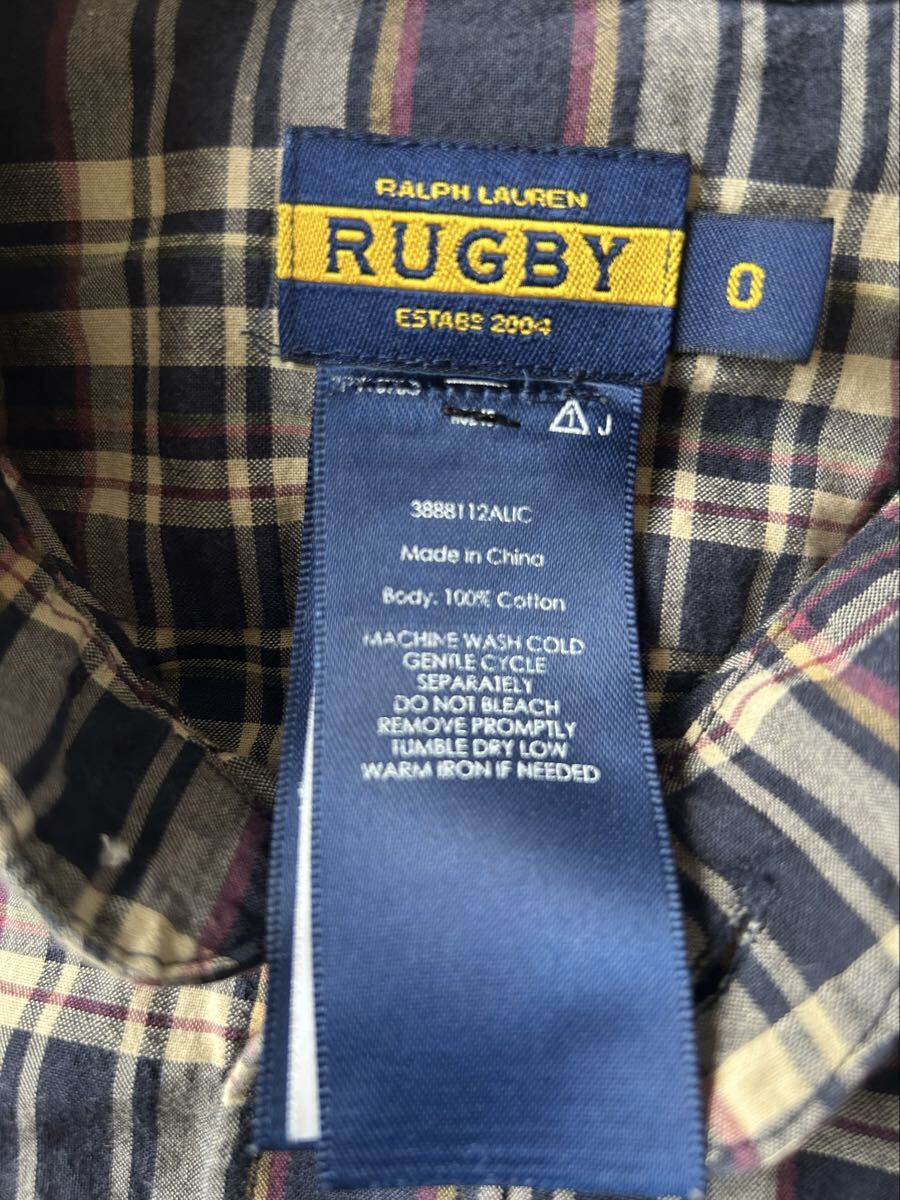 RALPH LAUREN
RUGBY
ESTABS 2004
0
J
3888112AUC
Made in China
Body: 100% Cotton
MACHINE WASH COLD
GENTLE CYCLE
SEPARATELY
DO NOT BLEACH
REMOVE PROMPTLY
TUMBLE DRY LOW
WARM IRON IF NEEDED